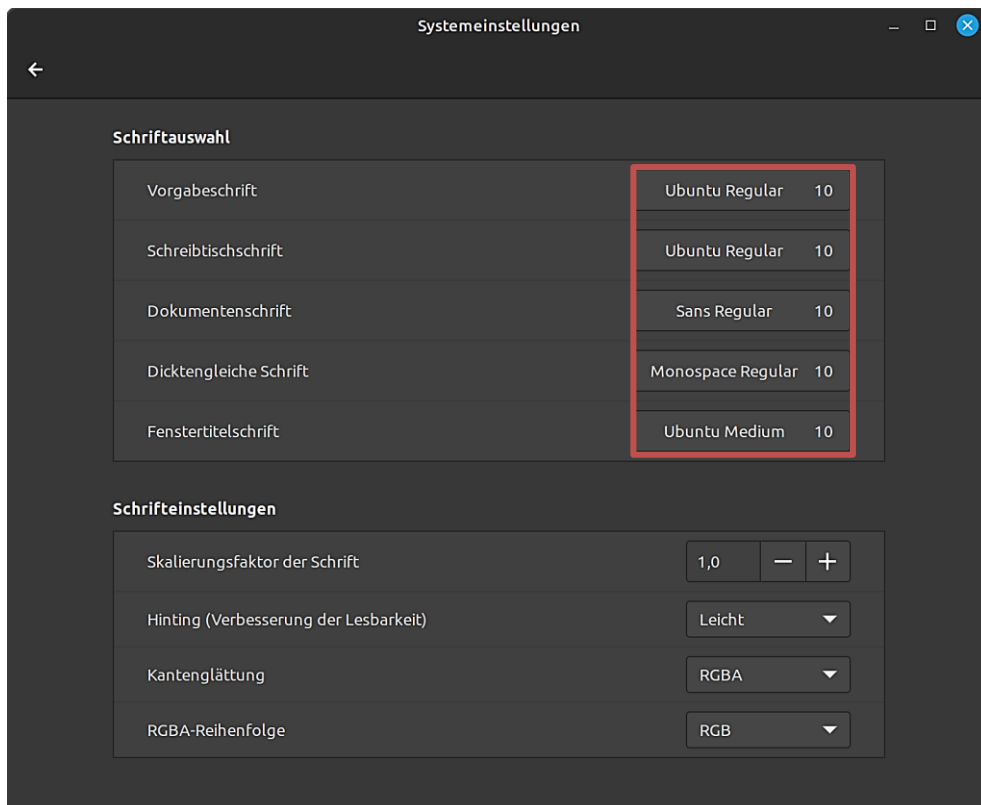 Systemeinstellungen
Schriftauswahl
Vorgabeschrift Ubuntu Regular 10
Schreibtischschrift Ubuntu Regular 10
Dokumentenschrift Sans Regular 10
Dicktengleiche Schrift Monospace Regular 10
Fenstertitelschrift Ubuntu Medium 10
Schrifteinstellungen
Skalierungsfaktor der Schrift 1,0
Hinting (Verbesserung der Lesbarkeit) Leicht
Kantenglättung RGBA
RGBA-Reihenfolge RGB